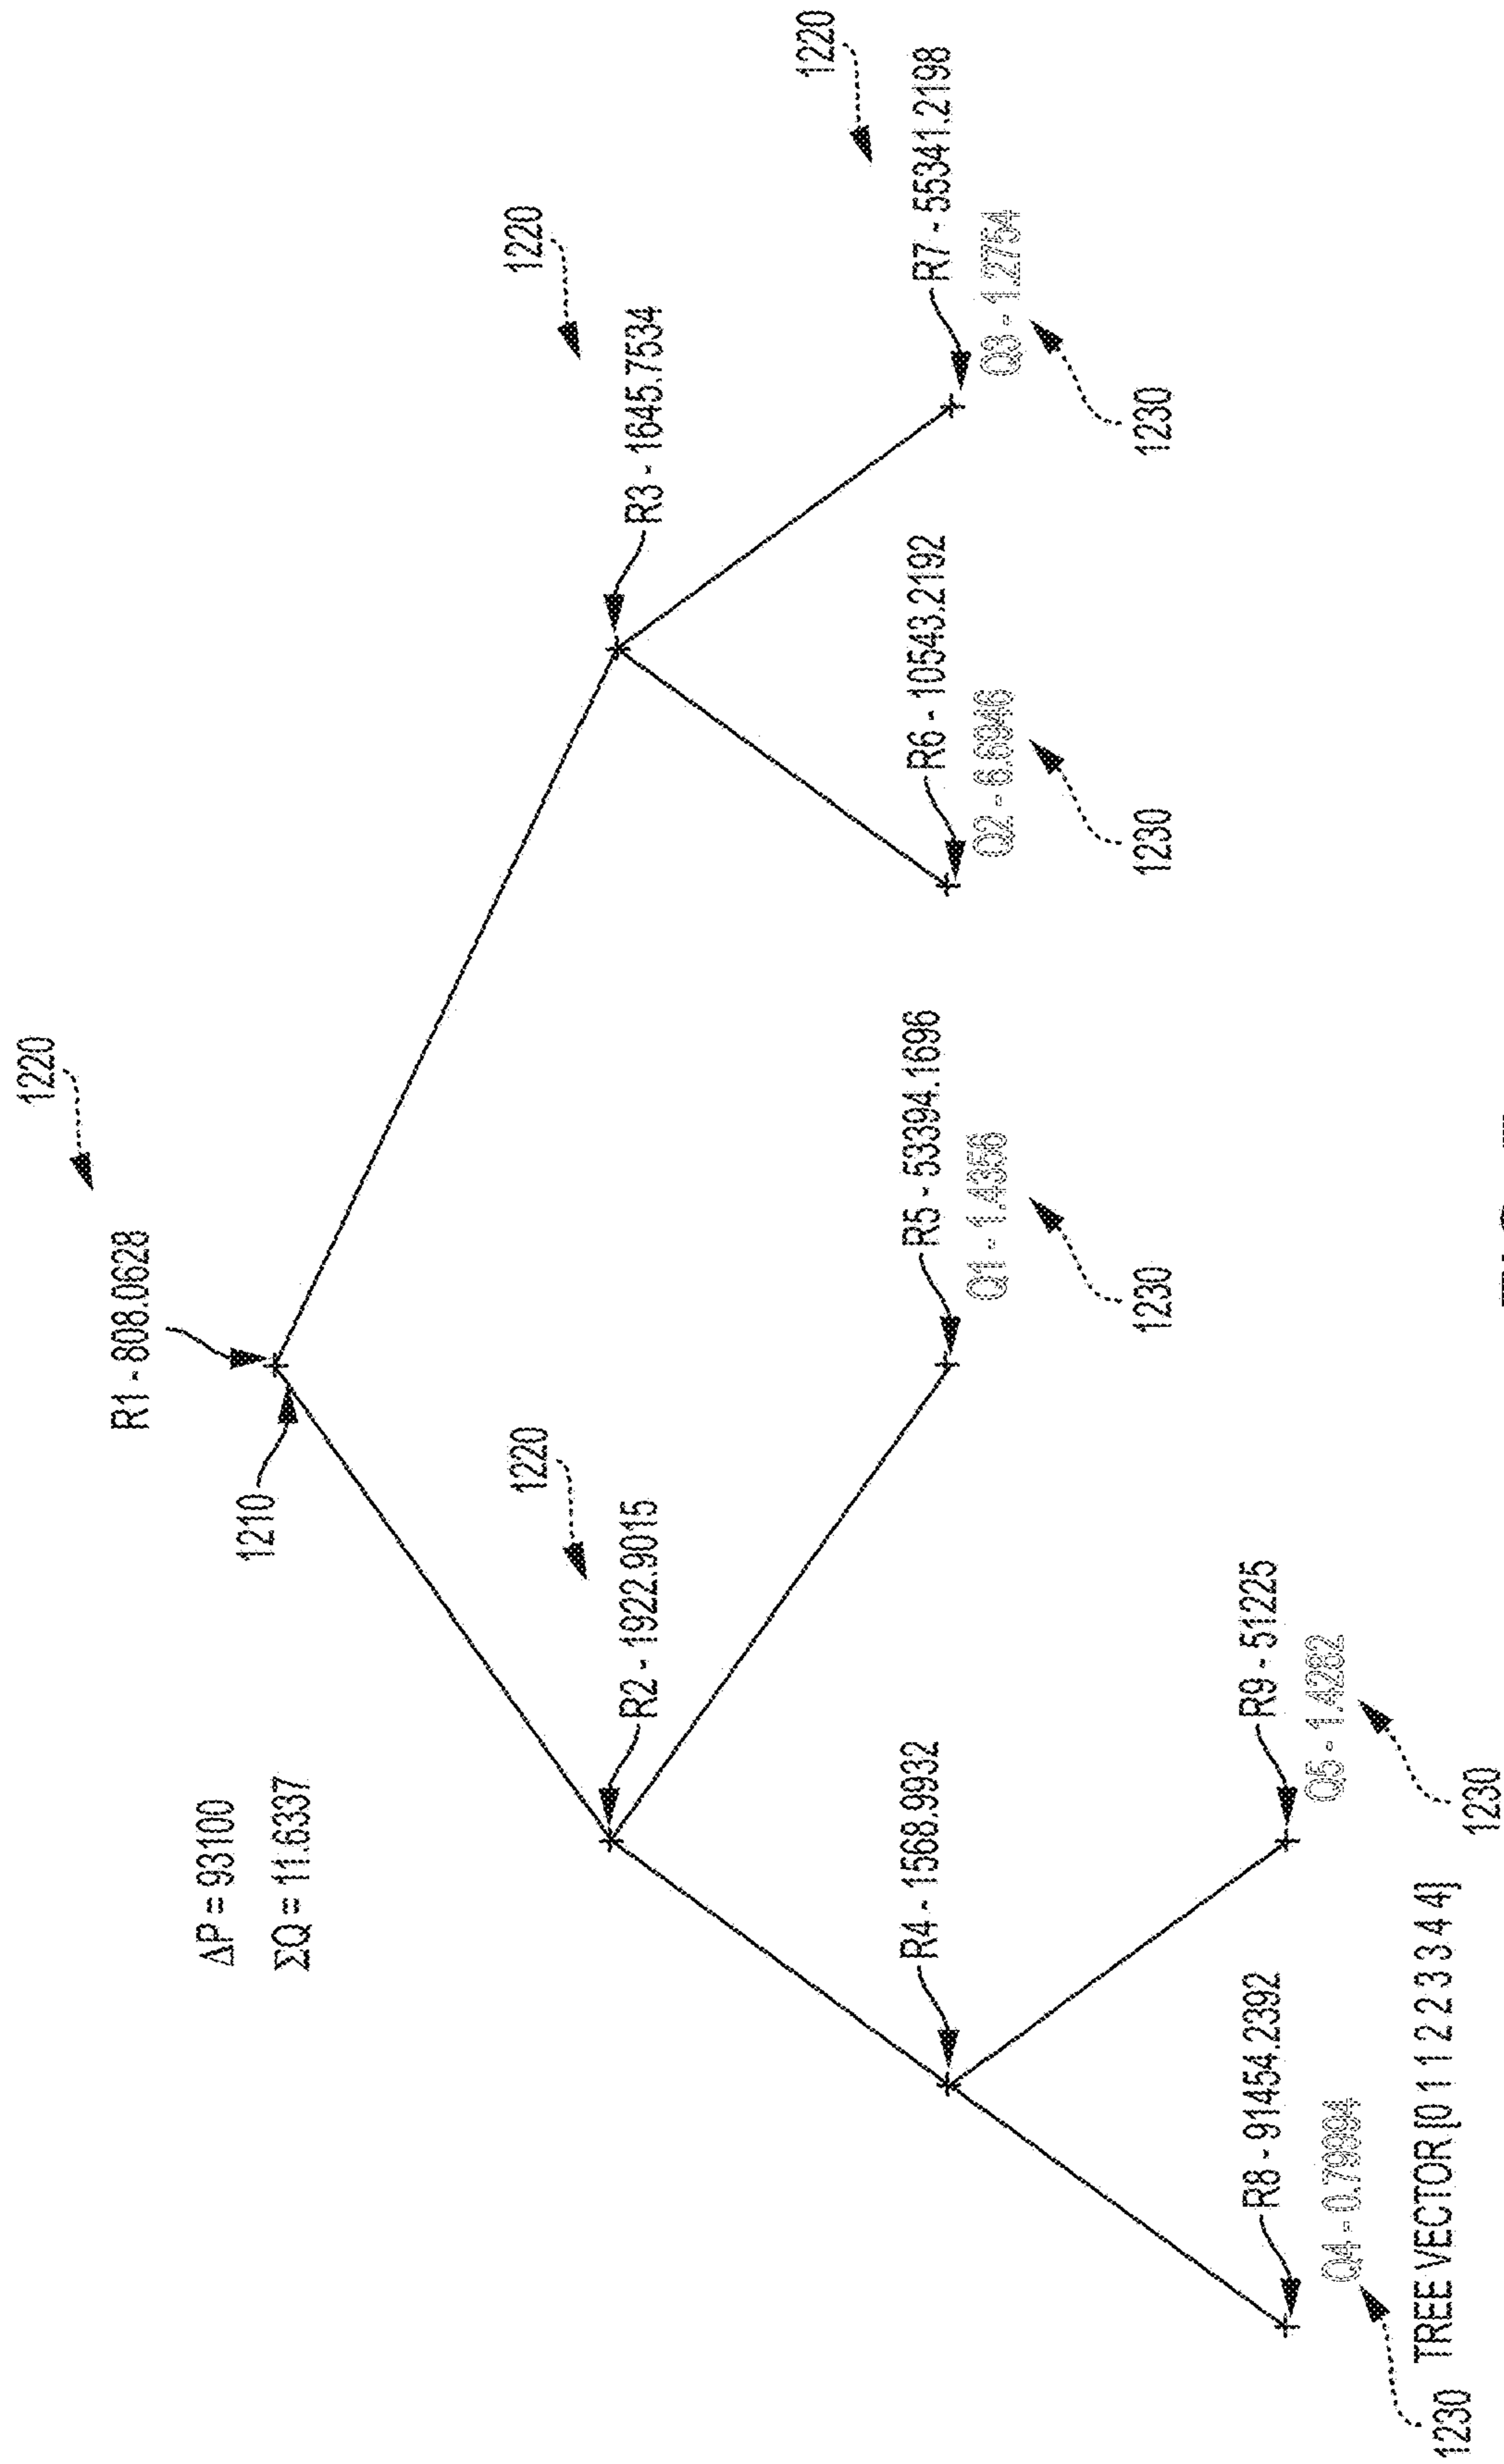 1220
R1 - 808.0628
1210
ΔP = 93100
ΣQ = 11.6337
1220
R2 - 1922.9015
1220
R3 - 1645.7534
1220
R4 - 1568.9932
R5 - 53394.1696
Q1 - 1.4356
1230
R6 - 10543.2192
Q2 - 6.6946
1230
R7 - 55341.2198
Q3 - 1.2754
1230
R8 - 91454.2392
Q4 - 0.79994
1230
R9 - 51225
Q5 - 1.4282
1230
TREE VECTOR [0 1 1 2 2 3 3 4 4]